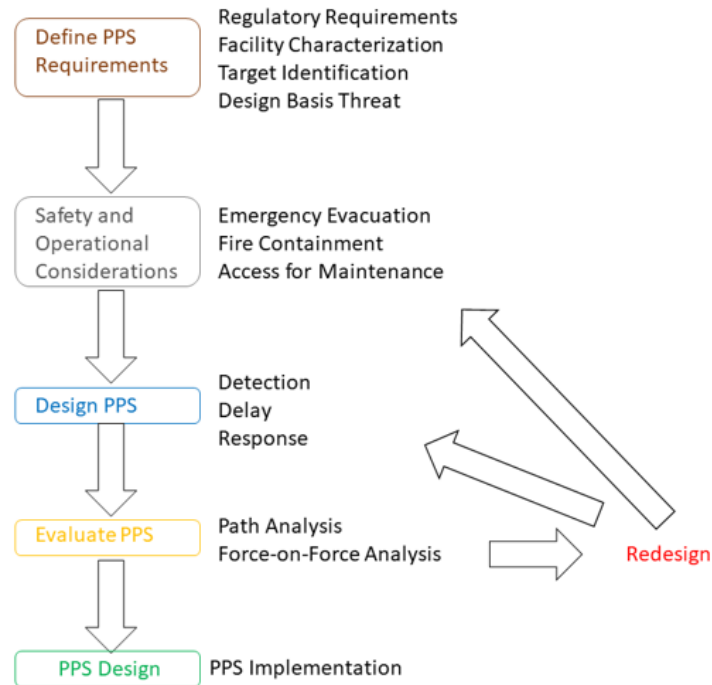 Define PPS
Requirements
Regulatory Requirements
Facility Characterization
Target Identification
Design Basis Threat
Safety and
Operational
Considerations
Emergency Evacuation
Fire Containment
Access for Maintenance
Design PPS
Detection
Delay
Response
Evaluate PPS
Path Analysis
Force-on-Force Analysis
Redesign
PPS Design
PPS Implementation